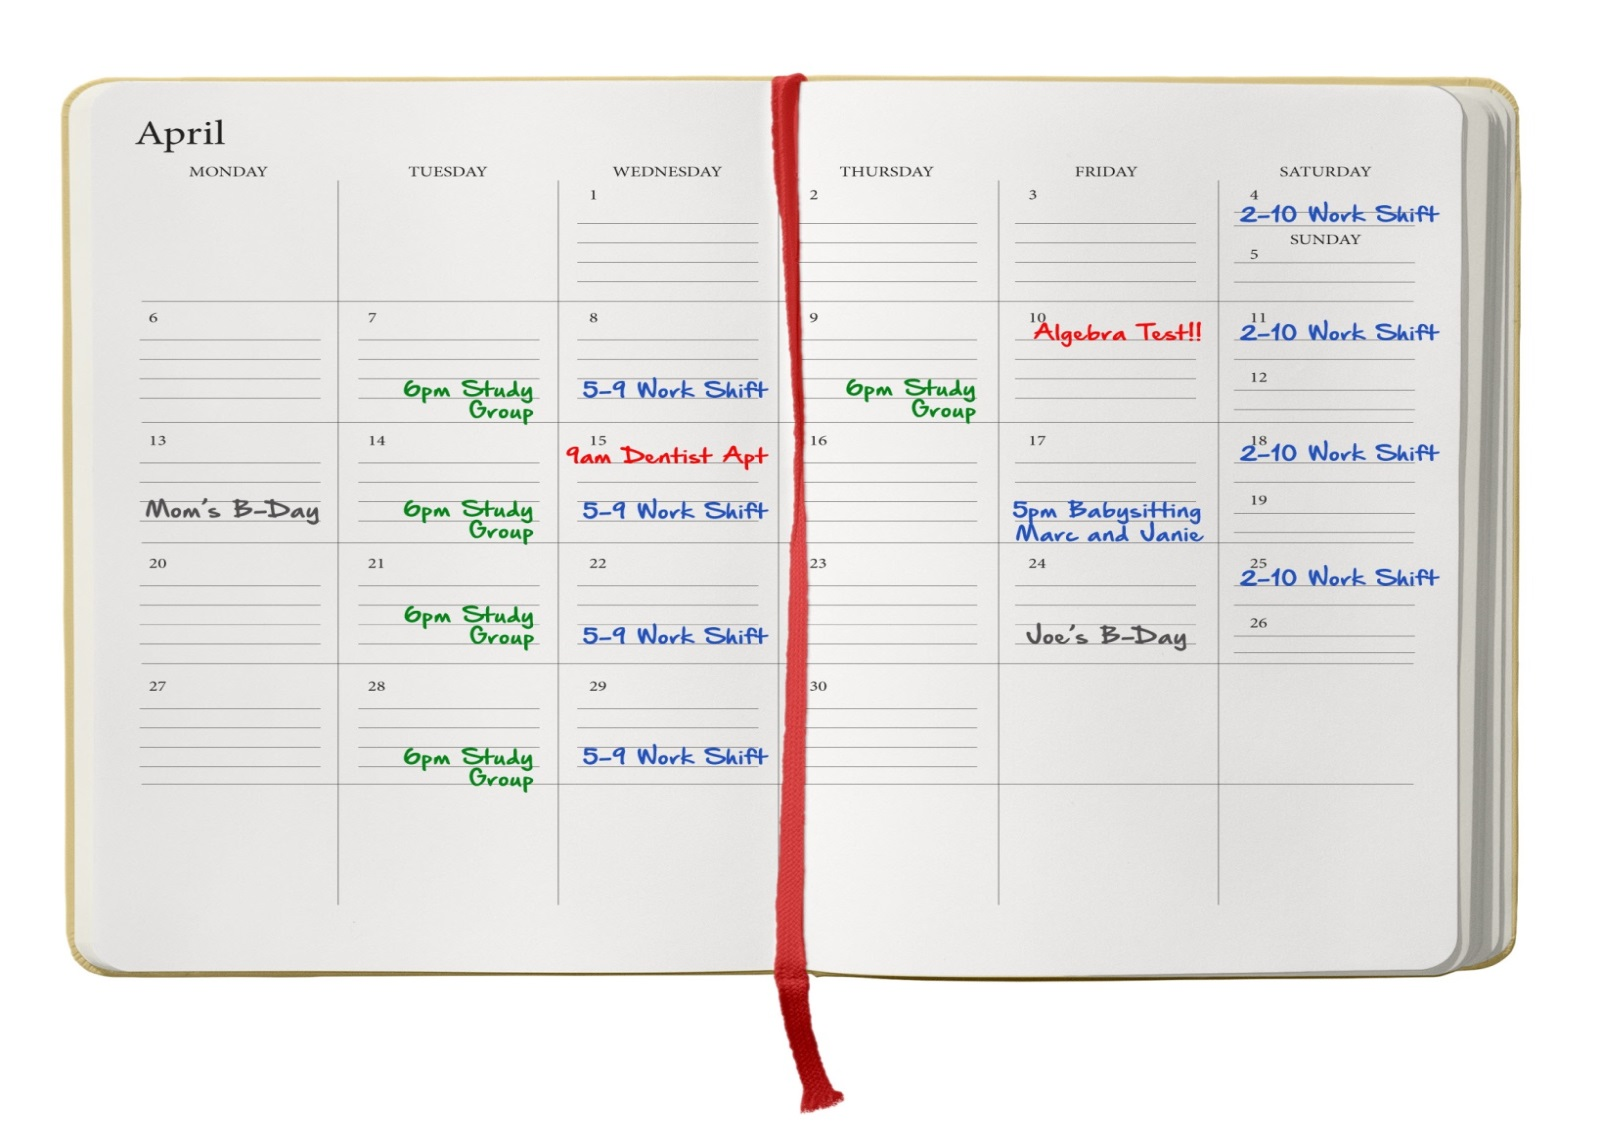 April
MONDAY TUESDAY WEDNESDAY THURSDAY FRIDAY SATURDAY
1 2 3 4
2-10 Work Shift
SUNDAY
5
6 7 8 9 10 11
Algebra Test!! 2-10 Work Shift
12
6pm Study 5-9 Work Shift 6pm Study
Group Group
13 14 15 16 17 18
9am Dentist Apt 2-10 Work Shift
19
Mom's B-Day 6pm Study 5-9 Work Shift 5pm Babysitting
Group Marc and Janie
20 21 22 23 24 25
2-10 Work Shift
6pm Study 26
Group 5-9 Work Shift Joe's B-Day
27 28 29 30
6pm Study 5-9 Work Shift
Group